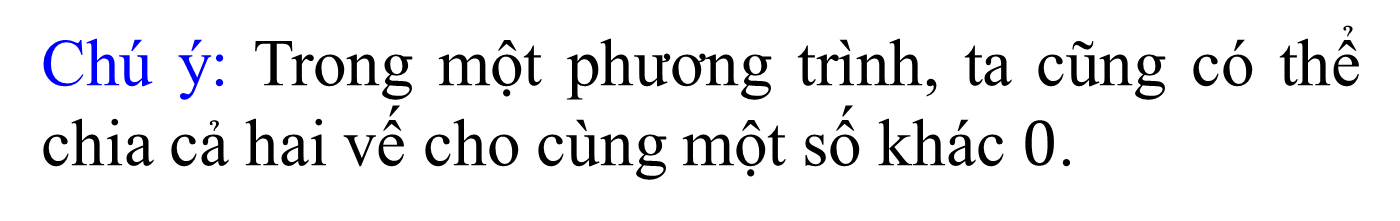 Chú ý: Trong một phương trình, ta cũng có thể
chia cả hai vế cho cùng một số khác 0.